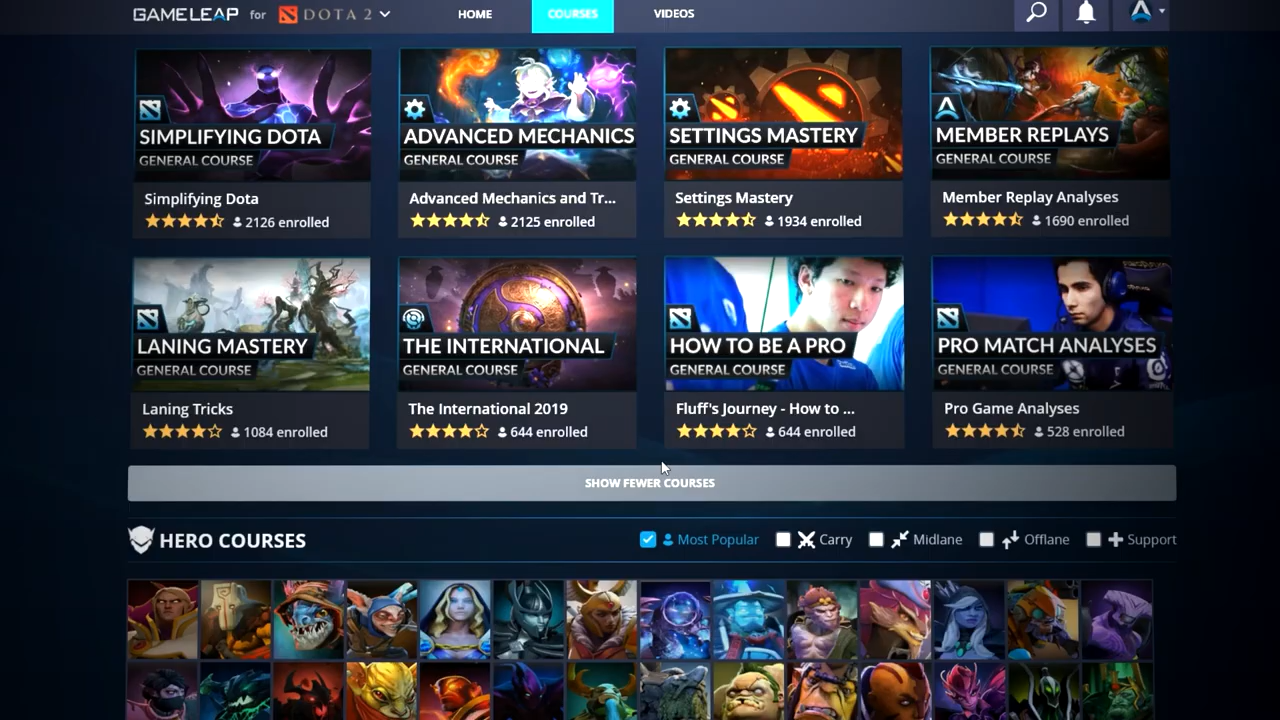 GAMELEAP for DOTA 2
HOME
COURSES
VIDEOS
SIMPLIFYING DOTA
GENERAL COURSE
Simplifying Dota
2126 enrolled
ADVANCED MECHANICS
GENERAL COURSE
Advanced Mechanics and Tr...
2125 enrolled
SETTINGS MASTERY
GENERAL COURSE
Settings Mastery
1934 enrolled
MEMBER REPLAYS
GENERAL COURSE
Member Replay Analyses
1690 enrolled
LANING MASTERY
GENERAL COURSE
Laning Tricks
1084 enrolled
THE INTERNATIONAL
GENERAL COURSE
The International 2019
644 enrolled
HOW TO BE A PRO
GENERAL COURSE
Fluff's Journey - How to ...
644 enrolled
PRO MATCH ANALYSES
GENERAL COURSE
Pro Game Analyses
528 enrolled
SHOW FEWER COURSES
HERO COURSES
Most Popular
Carry
Midlane
Offlane
Support